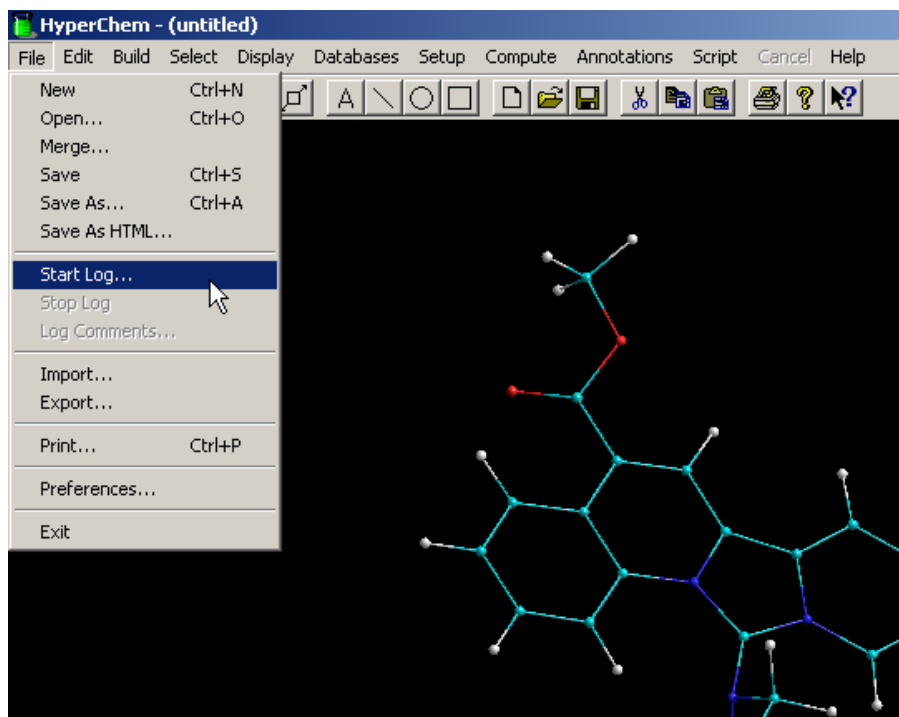 HyperChem - (untitled)
File Edit Build Select Display Databases Setup Compute Annotations Script Cancel Help
New Ctrl+N
Open... Ctrl+O
Merge...
Save Ctrl+S
Save As... Ctrl+A
Save As HTML...
Start Log...
Stop Log
Log Comments...
Import...
Export...
Print... Ctrl+P
Preferences...
Exit
A